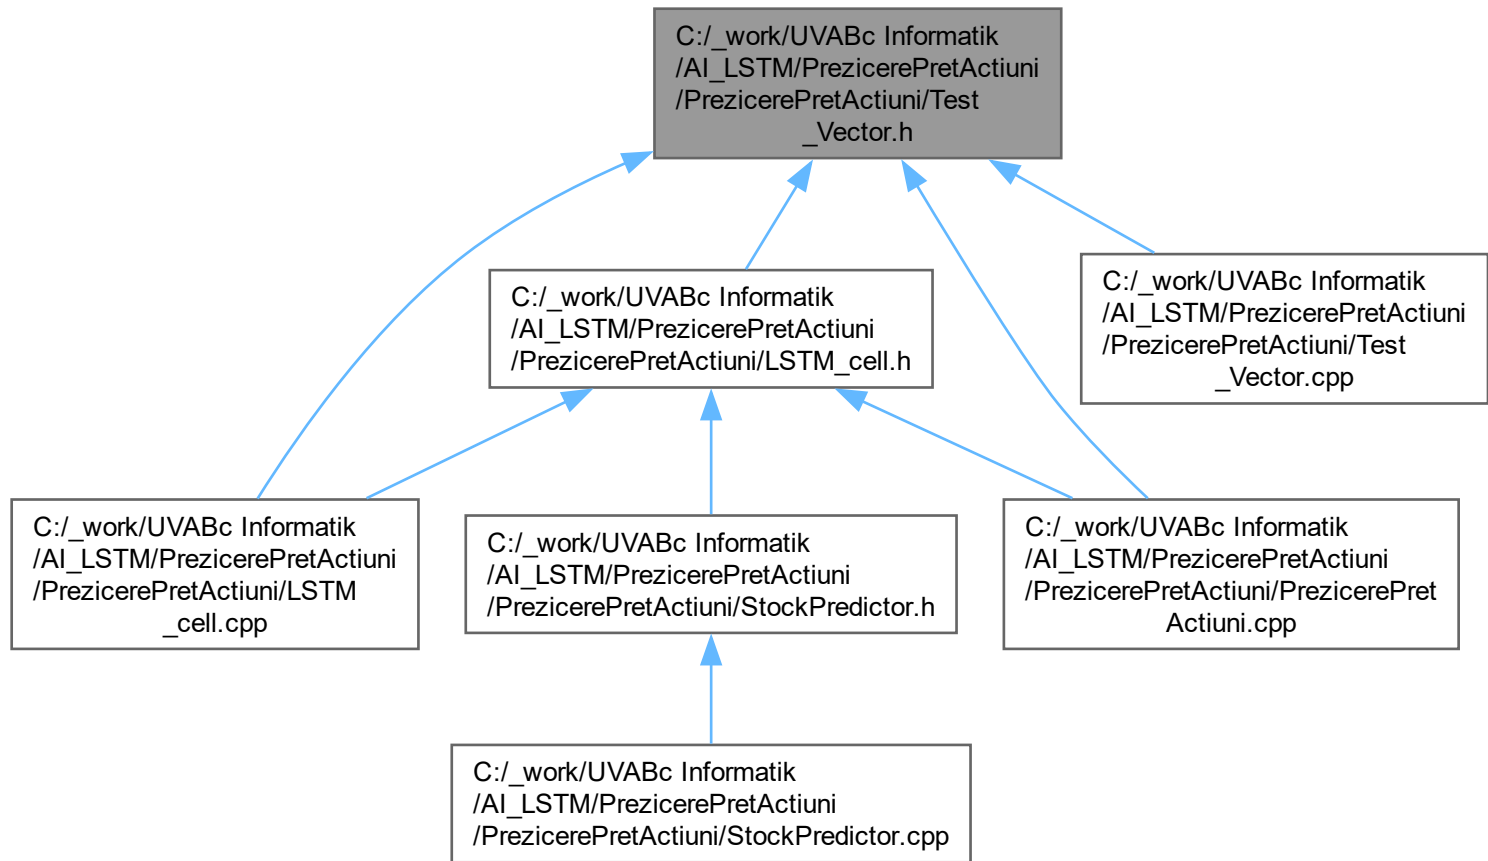 C:/_work/UVABc Informatik
/AI_LSTM/PrezicerePretActiuni
/PrezicerePretActiuni/Test
_Vector.h
C:/_work/UVABc Informatik
/AI_LSTM/PrezicerePretActiuni
/PrezicerePretActiuni/Test
_Vector.cpp
C:/_work/UVABc Informatik
/AI_LSTM/PrezicerePretActiuni
/PrezicerePretActiuni/LSTM_cell.h
C:/_work/UVABc Informatik
/AI_LSTM/PrezicerePretActiuni
/PrezicerePretActiuni/LSTM
_cell.cpp
C:/_work/UVABc Informatik
/AI_LSTM/PrezicerePretActiuni
/PrezicerePretActiuni/StockPredictor.h
C:/_work/UVABc Informatik
/AI_LSTM/PrezicerePretActiuni
/PrezicerePretActiuni/PrezicerePret
Actiuni.cpp
C:/_work/UVABc Informatik
/AI_LSTM/PrezicerePretActiuni
/PrezicerePretActiuni/StockPredictor.cpp